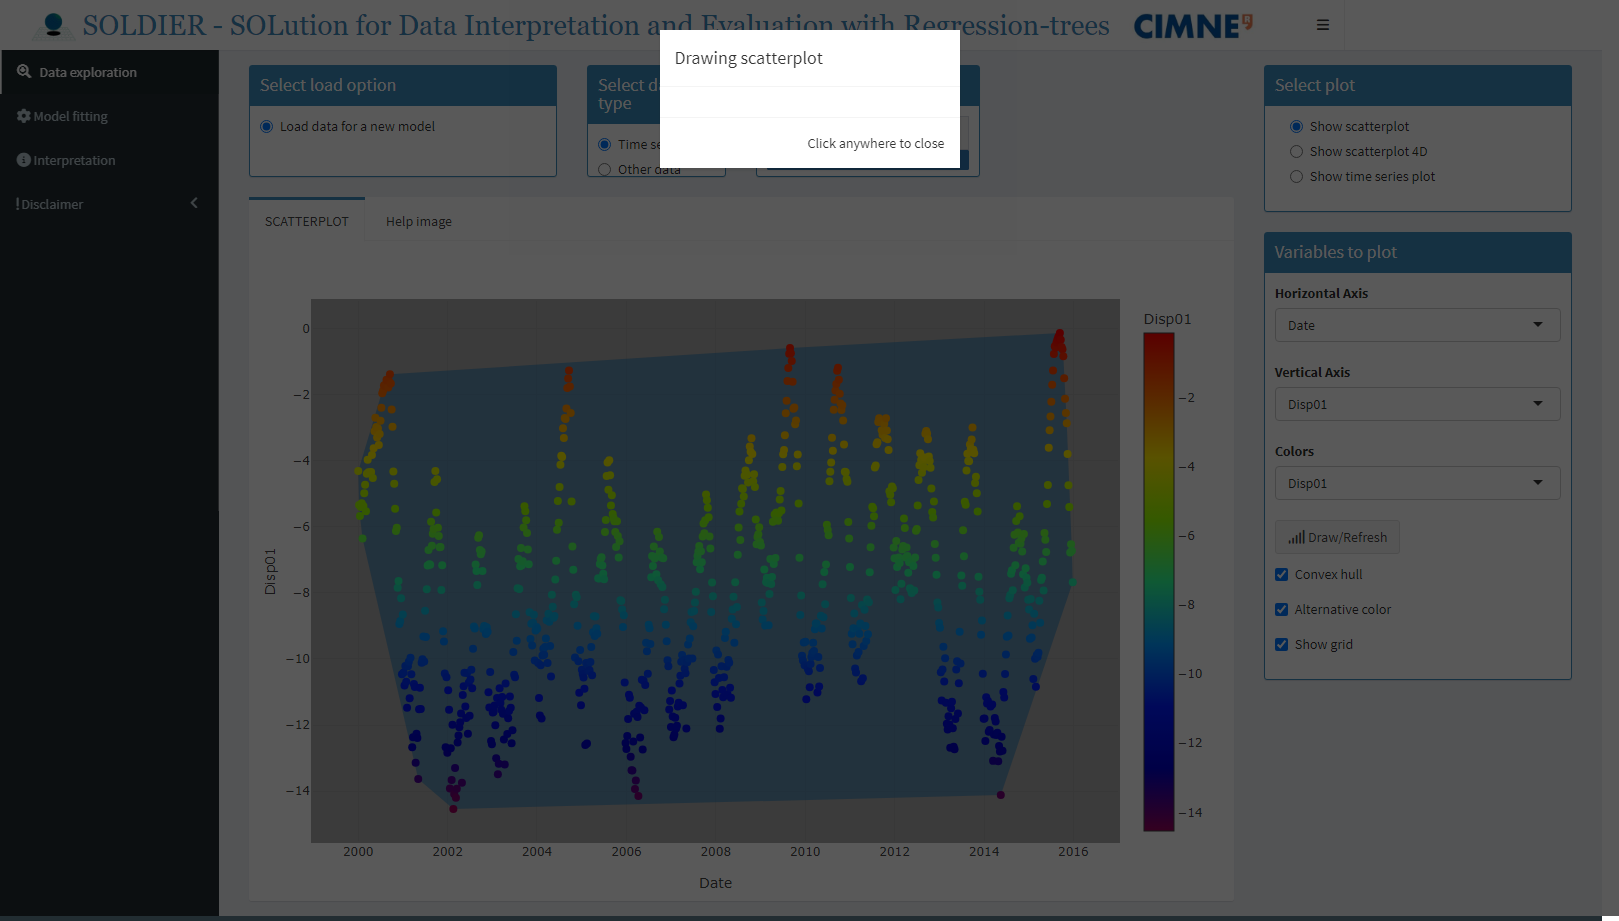 SOLDIER - SOLution for Data Interpretation and Evaluation with Regression-trees
CIMNE
Data exploration
Model fitting
Interpretation
Disclaimer
Select load option
Load data for a new model
Select
type
Time
Other data
Drawing scatterplot
Click anywhere to close
Select plot
Show scatterplot
Show scatterplot 4D
Show time series plot
SCATTERPLOT
Help image
Variables to plot
Horizontal Axis
Date
Vertical Axis
Disp01
Colors
Disp01
Draw/Refresh
Convex hull
Alternative color
Show grid
Disp01
0
−2
−4
−6
−8
−10
−12
−14
2000
2002
2004
2006
2008
2010
2012
2014
2016
Date
Disp01
−2
−4
−6
−8
−10
−12
−14